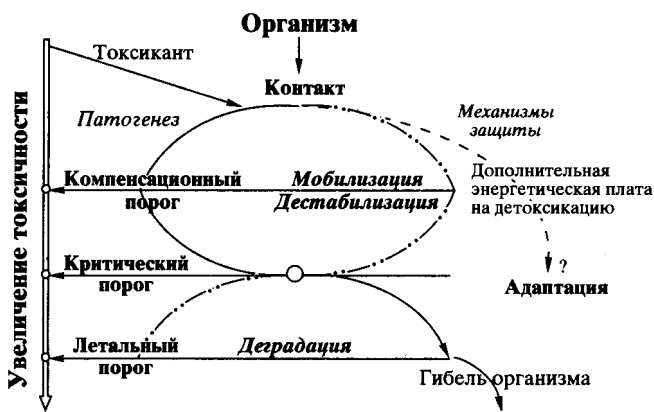 Организм
Токсикант
Контакт
Патогенез
Механизмы
защиты
Увеличение токсичности
Компенсационный
порог
Мобилизация
Дестабилизация
Дополнительная
энергетическая плата
на детоксикацию
Критический
порог
?
Адаптация
Летальный
порог
Деградация
Гибель организма